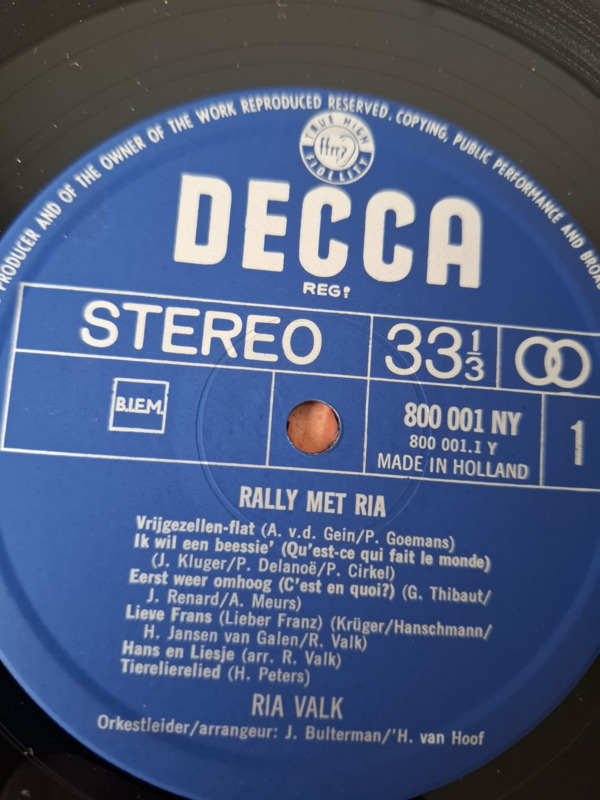 PRODUCER AND OF THE OWNER OF THE WORK REPRODUCED RESERVED. COPYING, PUBLIC PERFORMANCE AND BROAD
TRUE HIGH
ffrr
FIDELITY
DECCA
REGD
STEREO
33 1/3
B.I.E.M.
800 001 NY
800 001.1 Y
MADE IN HOLLAND
1
RALLY MET RIA
Vrijgezellen-flat (A. v.d. Gein/P. Goemans)
Ik wil een beessie' (Qu'est-ce qui fait le monde)
(J. Kluger/P. Delanoë/P. Cirkel)
Eerst weer omhoog (C'est en quoi?) (G. Thibaut/
J. Renard/A. Meurs)
Lieve Frans (Lieber Franz) (Krüger/Hanschmann/
H. Jansen van Galen/R. Valk)
Hans en Liesje (arr. R. Valk)
Tierelierelied (H. Peters)
RIA VALK
Orkestleider/arrangeur: J. Bulterman/'H. van Hoof